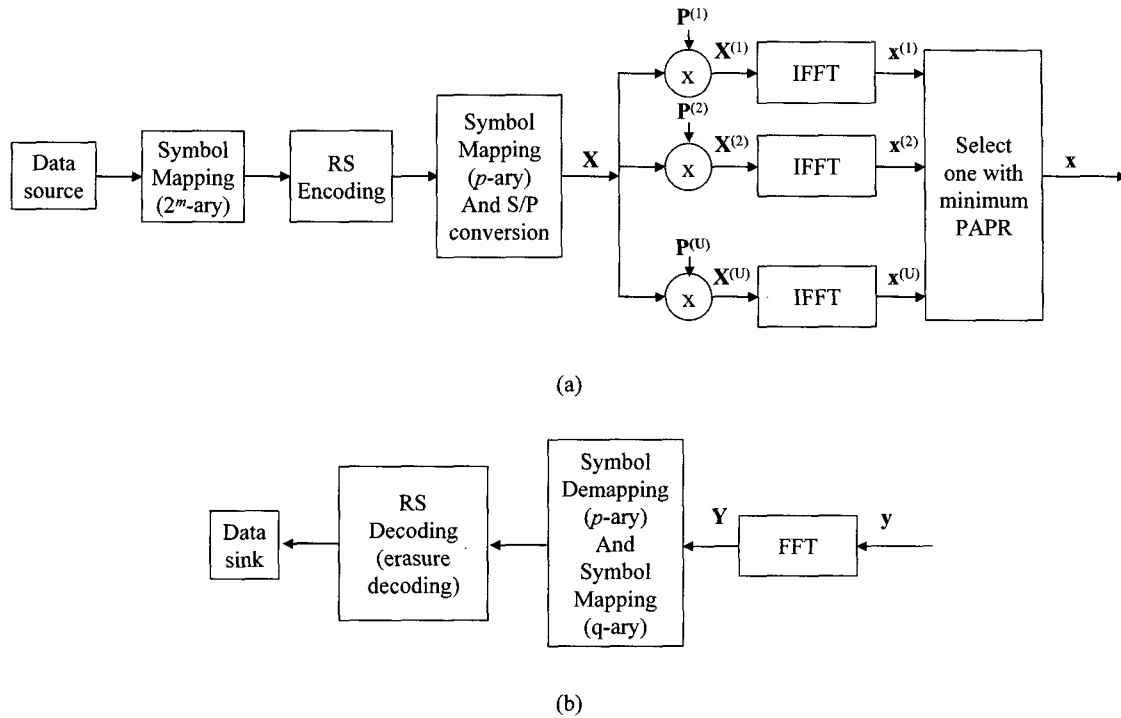 Data
source
Symbol
Mapping
(2^m-ary)
RS
Encoding
Symbol
Mapping
(p-ary)
And S/P
conversion
X
P^(1)
x
X^(1)
IFFT
x^(1)
P^(2)
x
X^(2)
IFFT
x^(2)
P^(U)
x
X^(U)
IFFT
x^(U)
Select
one with
minimum
PAPR
x
(a)
Data
sink
RS
Decoding
(erasure
decoding)
Symbol
Demapping
(p-ary)
And
Symbol
Mapping
(q-ary)
Y
FFT
y
(b)